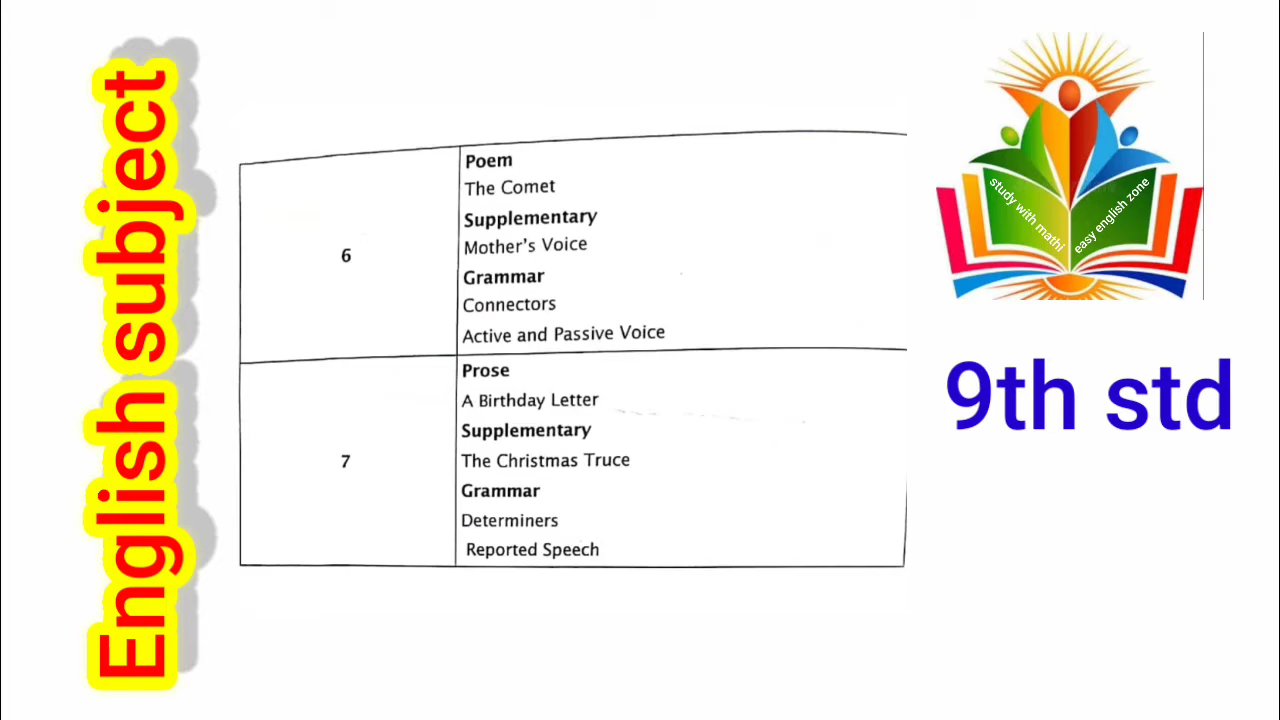 English subject
6
Poem
The Comet
Supplementary
Mother's Voice
Grammar
Connectors
Active and Passive Voice
7
Prose
A Birthday Letter
Supplementary
The Christmas Truce
Grammar
Determiners
Reported Speech
study with mathi
easy english zone
9th std